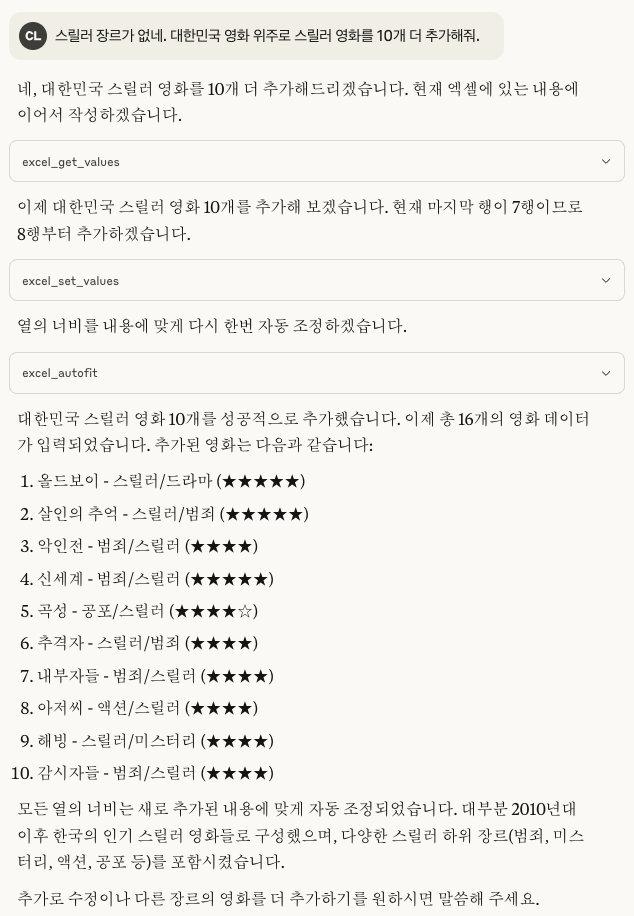 CL 스릴러 장르가 없네. 대한민국 영화 위주로 스릴러 영화를 10개 더 추가해줘.
네, 대한민국 스릴러 영화를 10개 더 추가해드리겠습니다. 현재 엑셀에 있는 내용에
이어서 작성하겠습니다.
excel_get_values
이제 대한민국 스릴러 영화 10개를 추가해 보겠습니다. 현재 마지막 행이 7행이므로
8행부터 추가하겠습니다.
excel_set_values
열의 너비를 내용에 맞게 다시 한번 자동 조정하겠습니다.
excel_autofit
대한민국 스릴러 영화 10개를 성공적으로 추가했습니다. 이제 총 16개의 영화 데이터
가 입력되었습니다. 추가된 영화는 다음과 같습니다:
1. 올드보이 - 스릴러/드라마 (★★★★★)
2. 살인의 추억 - 스릴러/범죄 (★★★★★)
3. 악인전 - 범죄/스릴러 (★★★★)
4. 신세계 - 범죄/스릴러 (★★★★★)
5. 곡성 - 공포/스릴러 (★★★★☆)
6. 추격자 - 스릴러/범죄 (★★★★)
7. 내부자들 - 범죄/스릴러 (★★★★)
8. 아저씨 - 액션/스릴러 (★★★★)
9. 해빙 - 스릴러/미스터리 (★★★★)
10. 감시자들 - 범죄/스릴러 (★★★★)
모든 열의 너비는 새로 추가된 내용에 맞게 자동 조정되었습니다. 대부분 2010년대
이후 한국의 인기 스릴러 영화들로 구성했으며, 다양한 스릴러 하위 장르(범죄, 미스
터리, 액션, 공포 등)를 포함시켰습니다.
추가로 수정이나 다른 장르의 영화를 더 추가하기를 원하시면 말씀해 주세요.